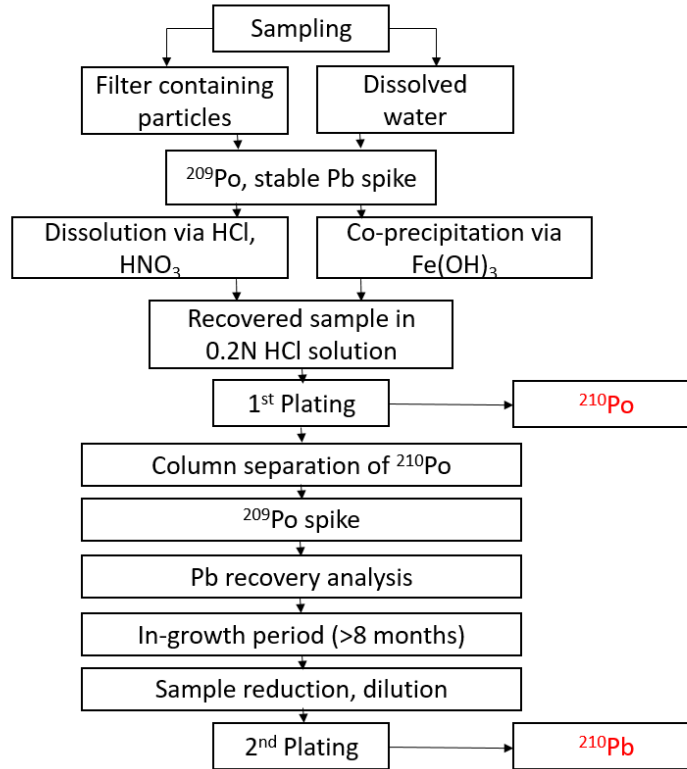 Sampling
Filter containing
particles
Dissolved
water
²⁰⁹Po, stable Pb spike
Dissolution via HCl,
HNO₃
Co-precipitation via
Fe(OH)₃
Recovered sample in
0.2N HCl solution
1ˢᵗ Plating
²¹⁰Po
Column separation of ²¹⁰Po
²⁰⁹Po spike
Pb recovery analysis
In-growth period (>8 months)
Sample reduction, dilution
2ⁿᵈ Plating
²¹⁰Pb